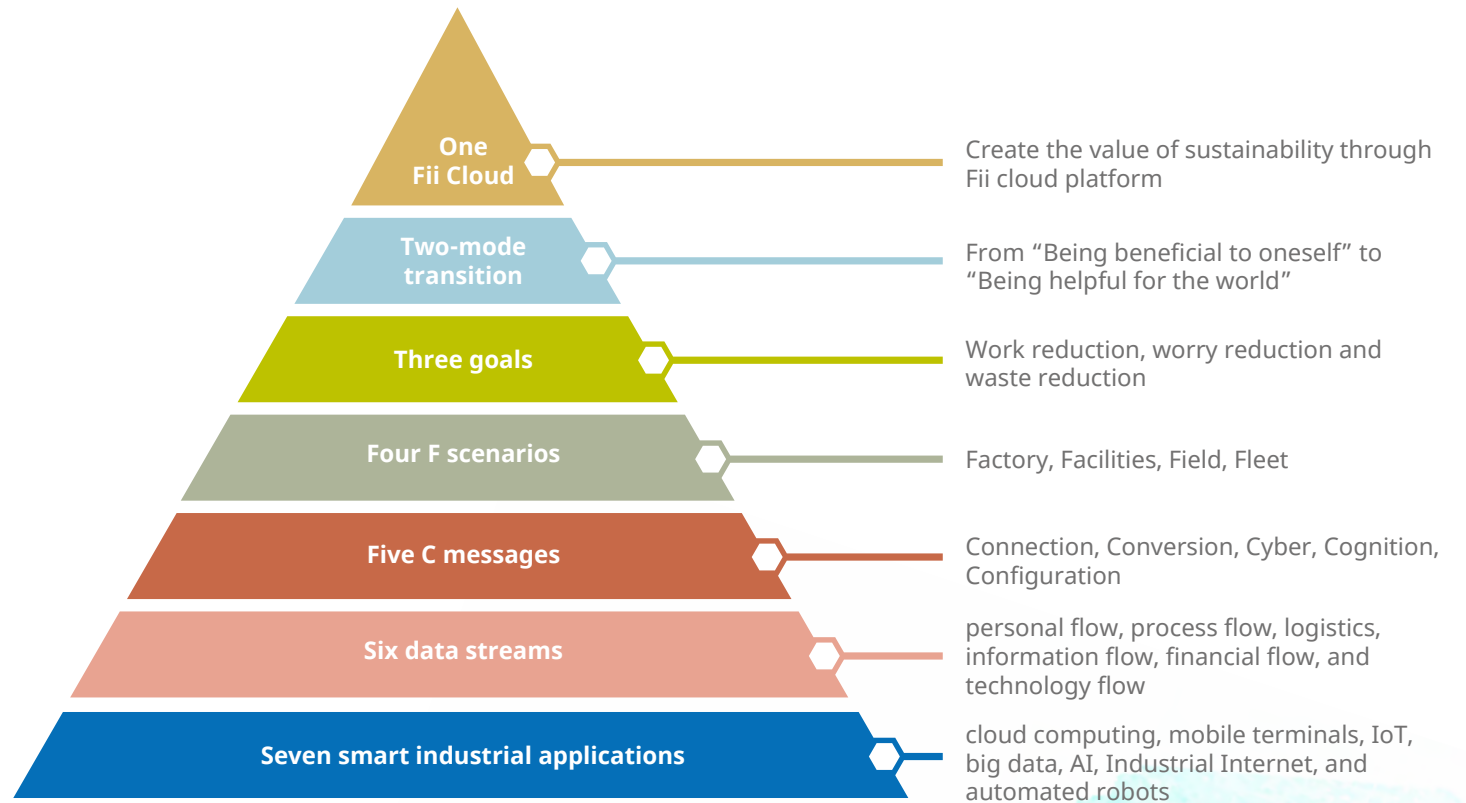 One
Fii Cloud
Create the value of sustainability through
Fii cloud platform
Two-mode
transition
From “Being beneficial to oneself” to
“Being helpful for the world”
Three goals
Work reduction, worry reduction and
waste reduction
Four F scenarios
Factory, Facilities, Field, Fleet
Five C messages
Connection, Conversion, Cyber, Cognition,
Configuration
Six data streams
personal flow, process flow, logistics,
information flow, financial flow, and
technology flow
Seven smart industrial applications
cloud computing, mobile terminals, IoT,
big data, AI, Industrial Internet, and
automated robots